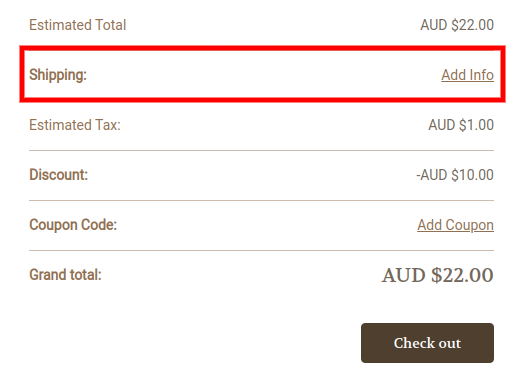 Estimated Total AUD $22.00
Shipping: Add Info
Estimated Tax: AUD $1.00
Discount: -AUD $10.00
Coupon Code: Add Coupon
Grand total: AUD $22.00
Check out